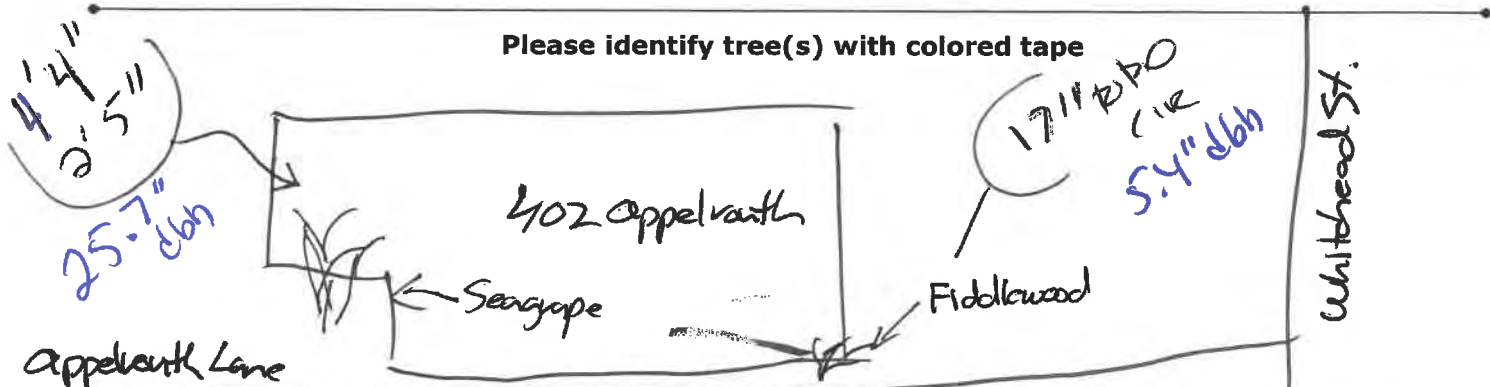 Please identify tree(s) with colored tape
4'4"
2'5"
25.7"
dbh
17"
CIR
5.4" dbh
402 appelrouth
Seagrape
Fiddlewood
Whitehead St.
appelrouth Lane